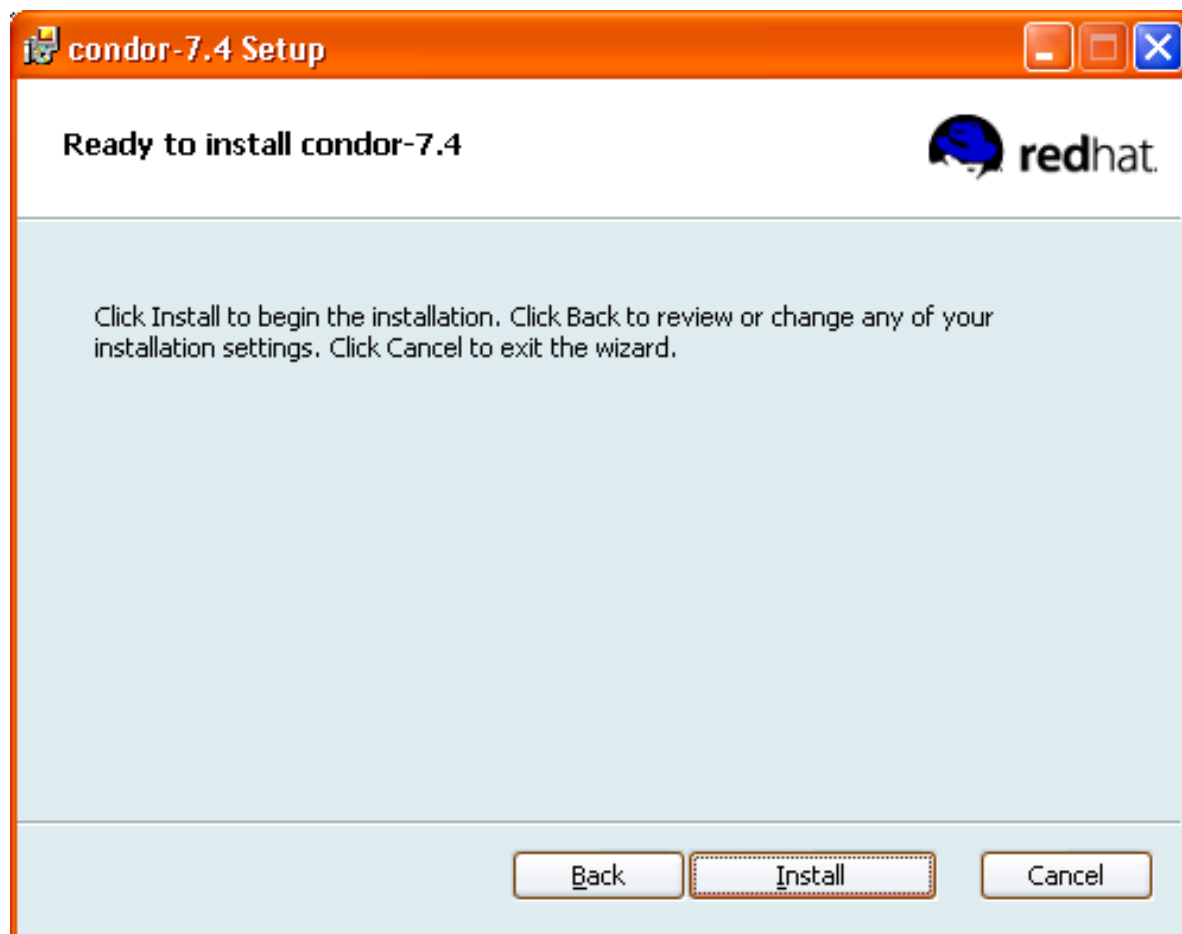 condor-7.4 Setup
Ready to install condor-7.4
redhat.
Click Install to begin the installation. Click Back to review or change any of your
installation settings. Click Cancel to exit the wizard.
Back
Install
Cancel